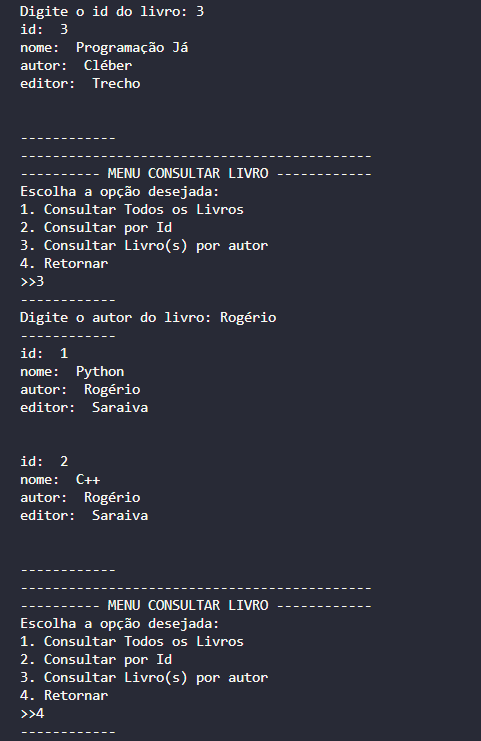 Digite o id do livro: 3
id:  3
nome:  Programação Já
autor:  Cléber
editor:  Trecho
------------
--------------------------------------------
---------- MENU CONSULTAR LIVRO ------------
Escolha a opção desejada:
1. Consultar Todos os Livros
2. Consultar por Id
3. Consultar Livro(s) por autor
4. Retornar
>>3
------------
Digite o autor do livro: Rogério
------------
id:  1
nome:  Python
autor:  Rogério
editor:  Saraiva
id:  2
nome:  C++
autor:  Rogério
editor:  Saraiva
------------
--------------------------------------------
---------- MENU CONSULTAR LIVRO ------------
Escolha a opção desejada:
1. Consultar Todos os Livros
2. Consultar por Id
3. Consultar Livro(s) por autor
4. Retornar
>>4
------------